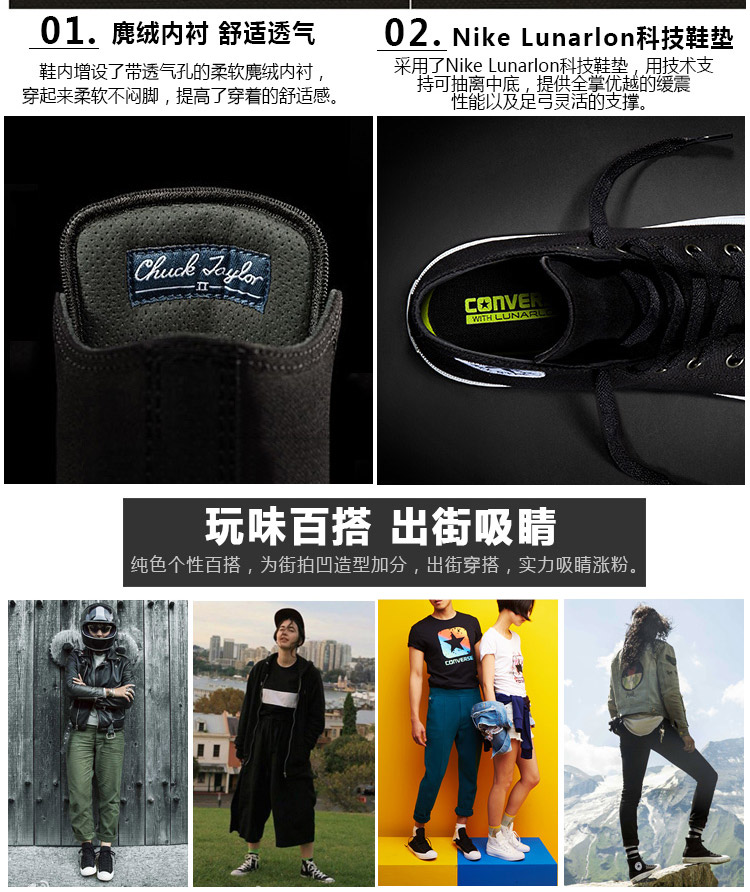 01. 麂绒内衬 舒适透气
鞋内增设了带透气孔的柔软麂绒内衬，
穿起来柔软不闷脚，提高了穿着的舒适感。
02. Nike Lunarlon科技鞋垫
采用了Nike Lunarlon科技鞋垫，用技术支
持可抽离中底，提供全掌优越的缓震
性能以及足弓灵活的支撑。
Chuck Taylor
II
CONVER
WITH LUNARLO
玩味百搭 出街吸睛
纯色个性百搭，为街拍凹造型加分，出街穿搭，实力吸睛涨粉。
CONVERSE